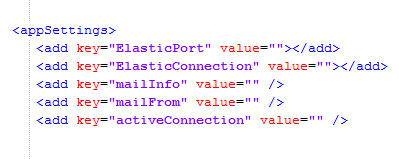 <appSettings>
<add key="ElasticPort" value=""></add>
<add key="ElasticConnection" value=""></add>
<add key="mailInfo" value="" />
<add key="mailFrom" value="" />
<add key="activeConnection" value="" />